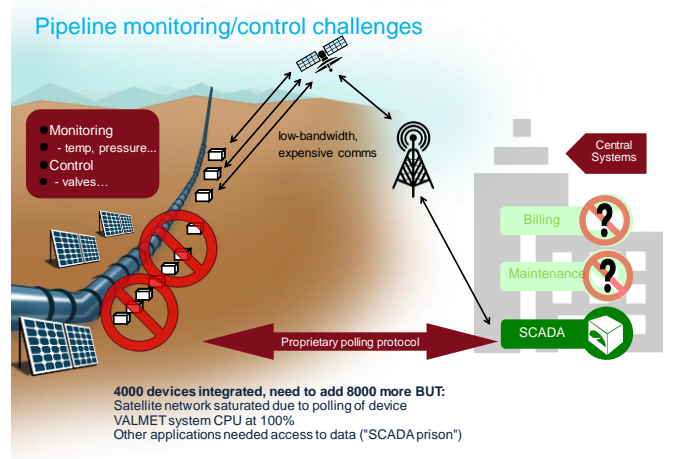 Pipeline monitoring/control challenges
Monitoring
- temp, pressure...
Control
- valves...
low-bandwidth,
expensive comms
Central
Systems
Billing
?
Maintenance
?
SCADA
Proprietary polling protocol
4000 devices integrated, need to add 8000 more BUT:
Satellite network saturated due to polling of device
VALMET system CPU at 100%
Other applications needed access to data ("SCADA prison")